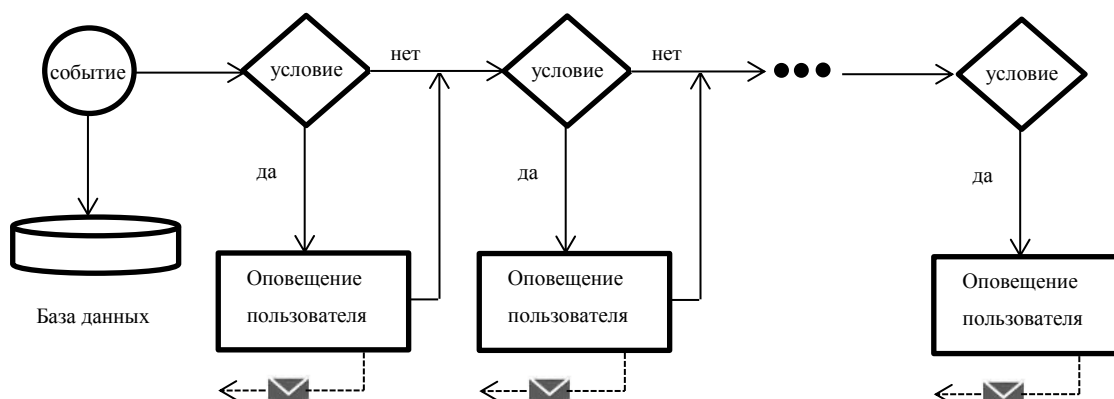 событие
условие
нет
условие
нет
условие
да
да
да
Оповещение
пользователя
Оповещение
пользователя
Оповещение
пользователя
База данных